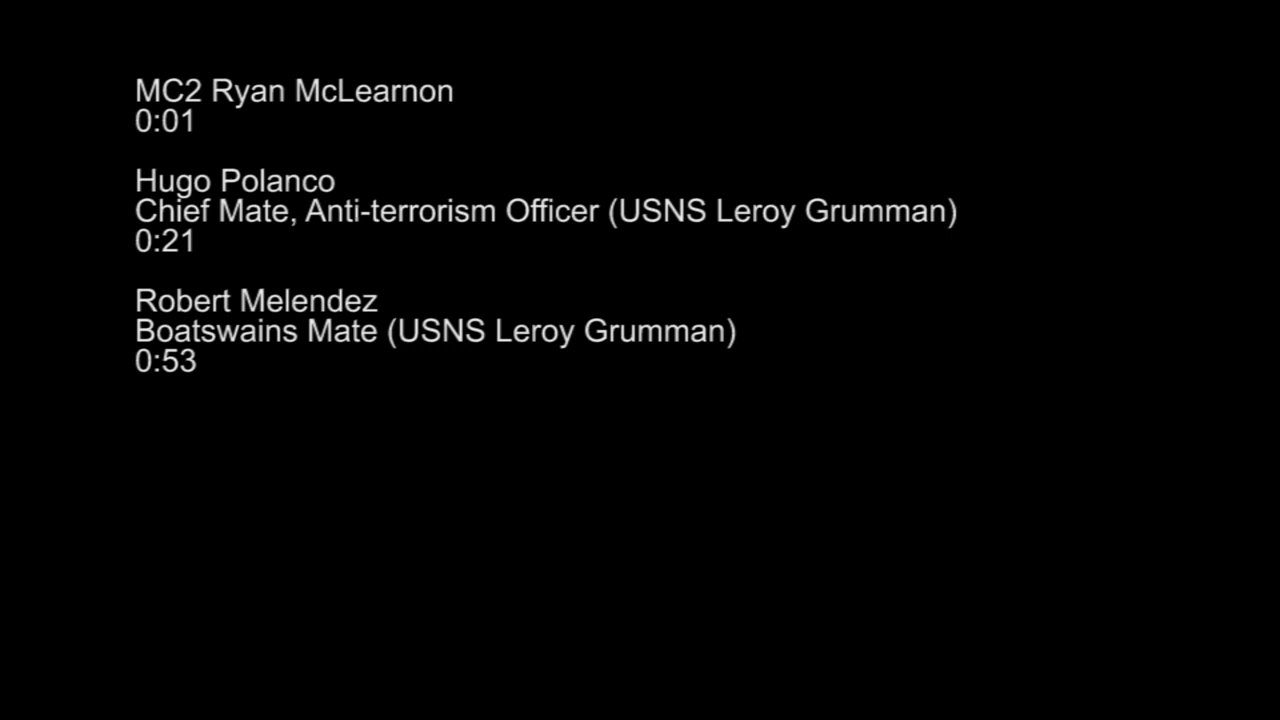 MC2 Ryan McLearnon
0:01
Hugo Polanco
Chief Mate, Anti-terrorism Officer (USNS Leroy Grumman)
0:21
Robert Melendez
Boatswains Mate (USNS Leroy Grumman)
0:53